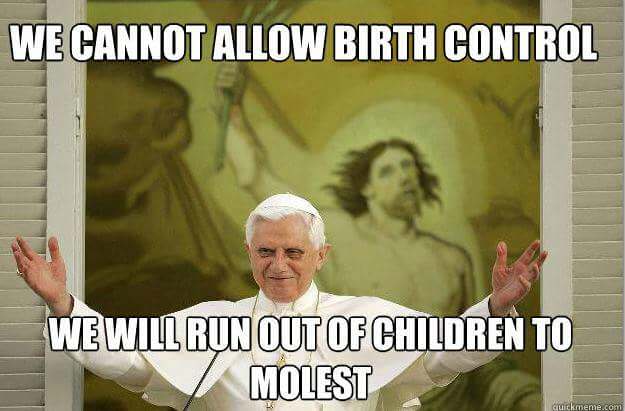 WE CANNOT ALLOW BIRTH CONTROL
WE WILL RUN OUT OF CHILDREN TO
MOLEST
quickmeme.com